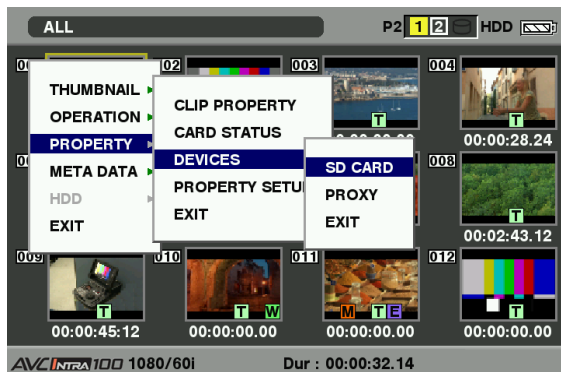 ALL
P2 1 2 HDD
002 003 004
THUMBNAIL
OPERATION
PROPERTY
META DATA
HDD
EXIT
CLIP PROPERTY
CARD STATUS
DEVICES
PROPERTY SETU
EXIT
SD CARD
PROXY
EXIT
T
T
00:00:28.24
008
T
00:02:43.12
009 010 011 012
T
T W
M T E
T
00:00:45:12 00:00:00.00 00:00:00.00 00:00:00.00
AVC INTRA 100 1080/60i Dur : 00:00:32.14